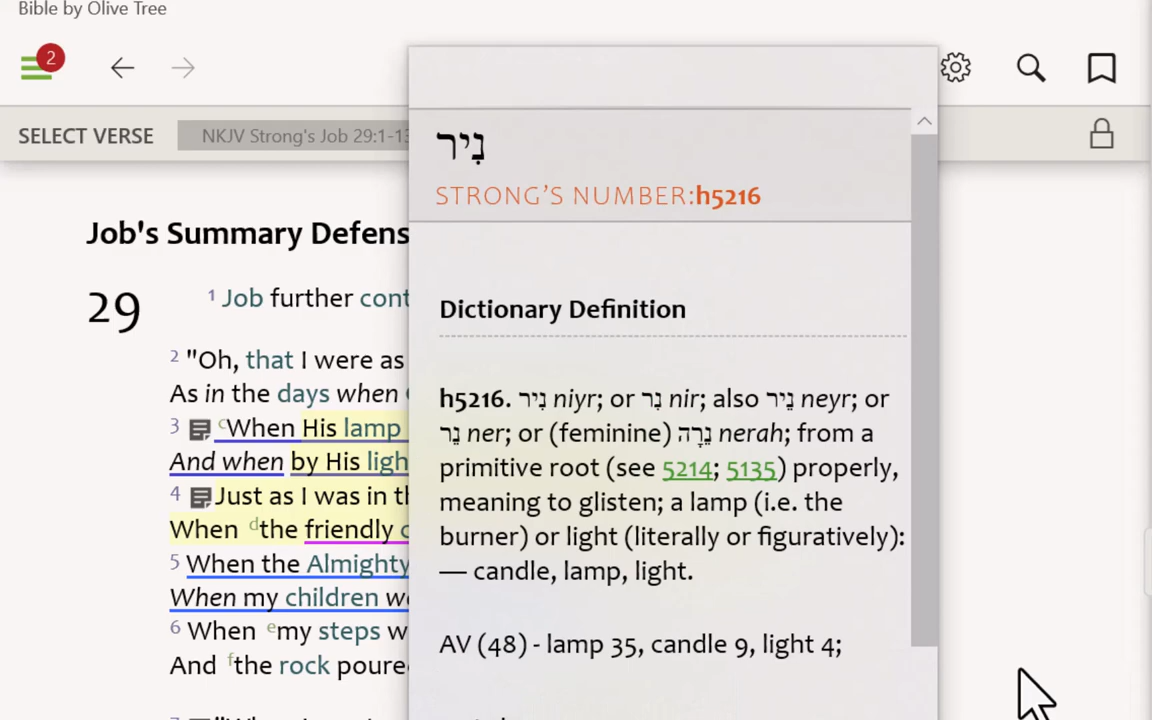 Bible by Olive Tree
2
SELECT VERSE
NKJV Strong's Job 29:1-13
נִיר
STRONG'S NUMBER:h5216
Job's Summary Defens
29
1 Job further cont
2 "Oh, that I were as
As in the days when
3 cWhen His lamp
And when by His ligh
4 Just as I was in th
When dthe friendly c
5 When the Almighty
When my children we
6 When emy steps w
And fthe rock poure
Dictionary Definition
h5216. נִיר niyr; or נִר nir; also נֵיר neyr; or
נֵר ner; or (feminine) נֵרָה nerah; from a
primitive root (see 5214; 5135) properly,
meaning to glisten; a lamp (i.e. the
burner) or light (literally or figuratively):
— candle, lamp, light.
AV (48) - lamp 35, candle 9, light 4;